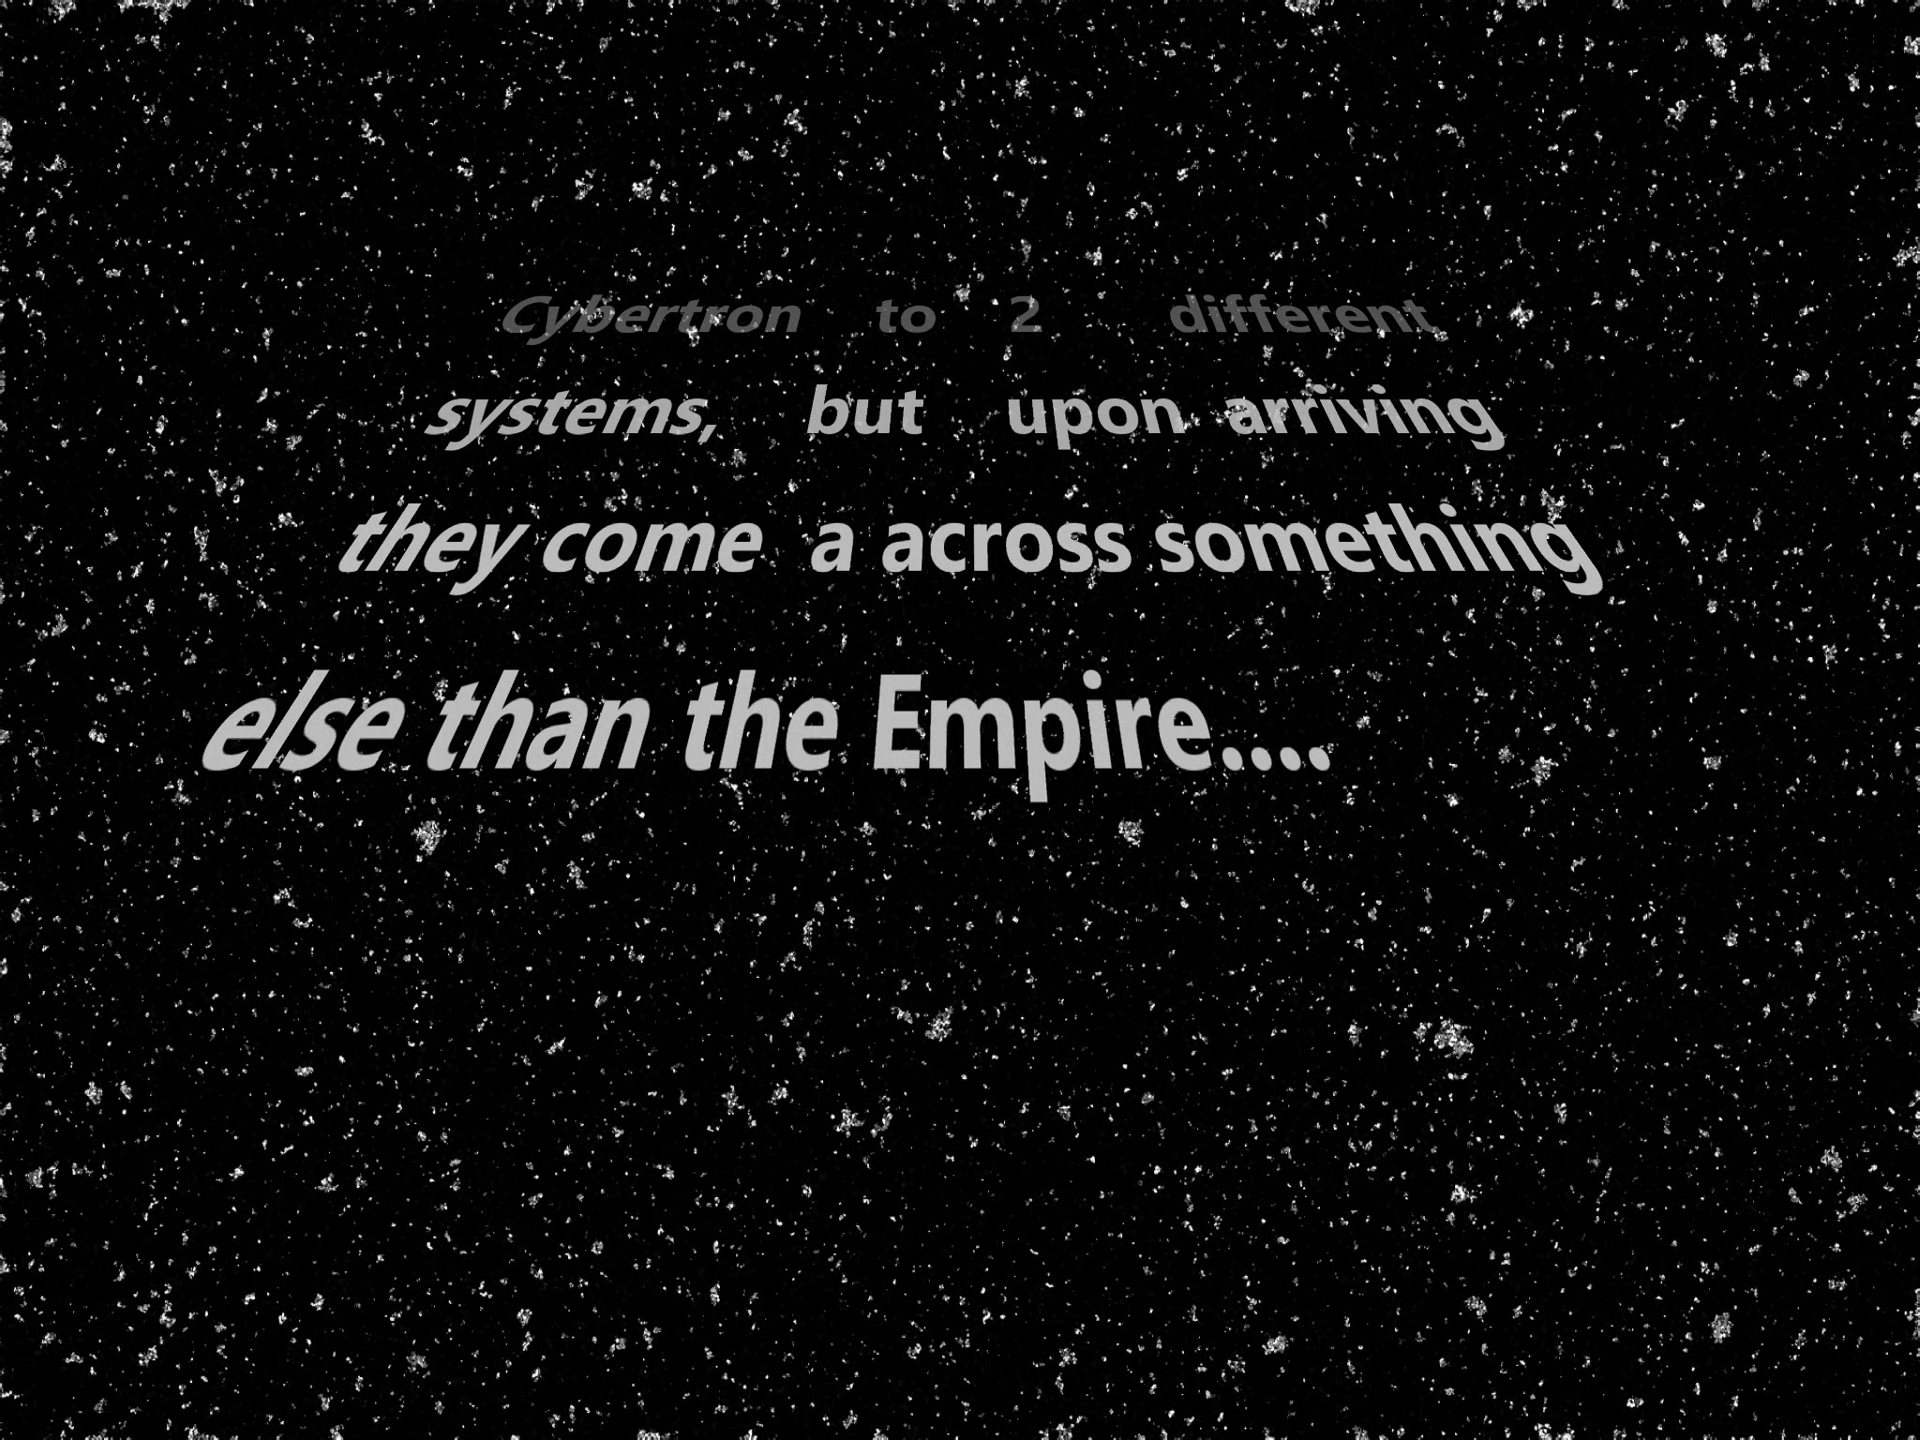 Cybertron to 2 different
systems, but upon arriving
they come a across something
else than the Empire....